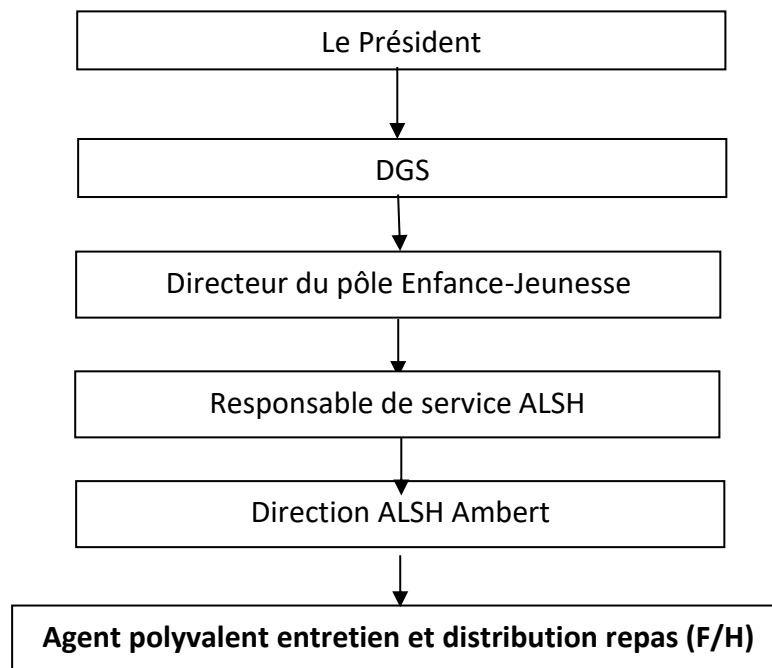 Le Président
DGS
Directeur du pôle Enfance-Jeunesse
Responsable de service ALSH
Direction ALSH Ambert
Agent polyvalent entretien et distribution repas (F/H)